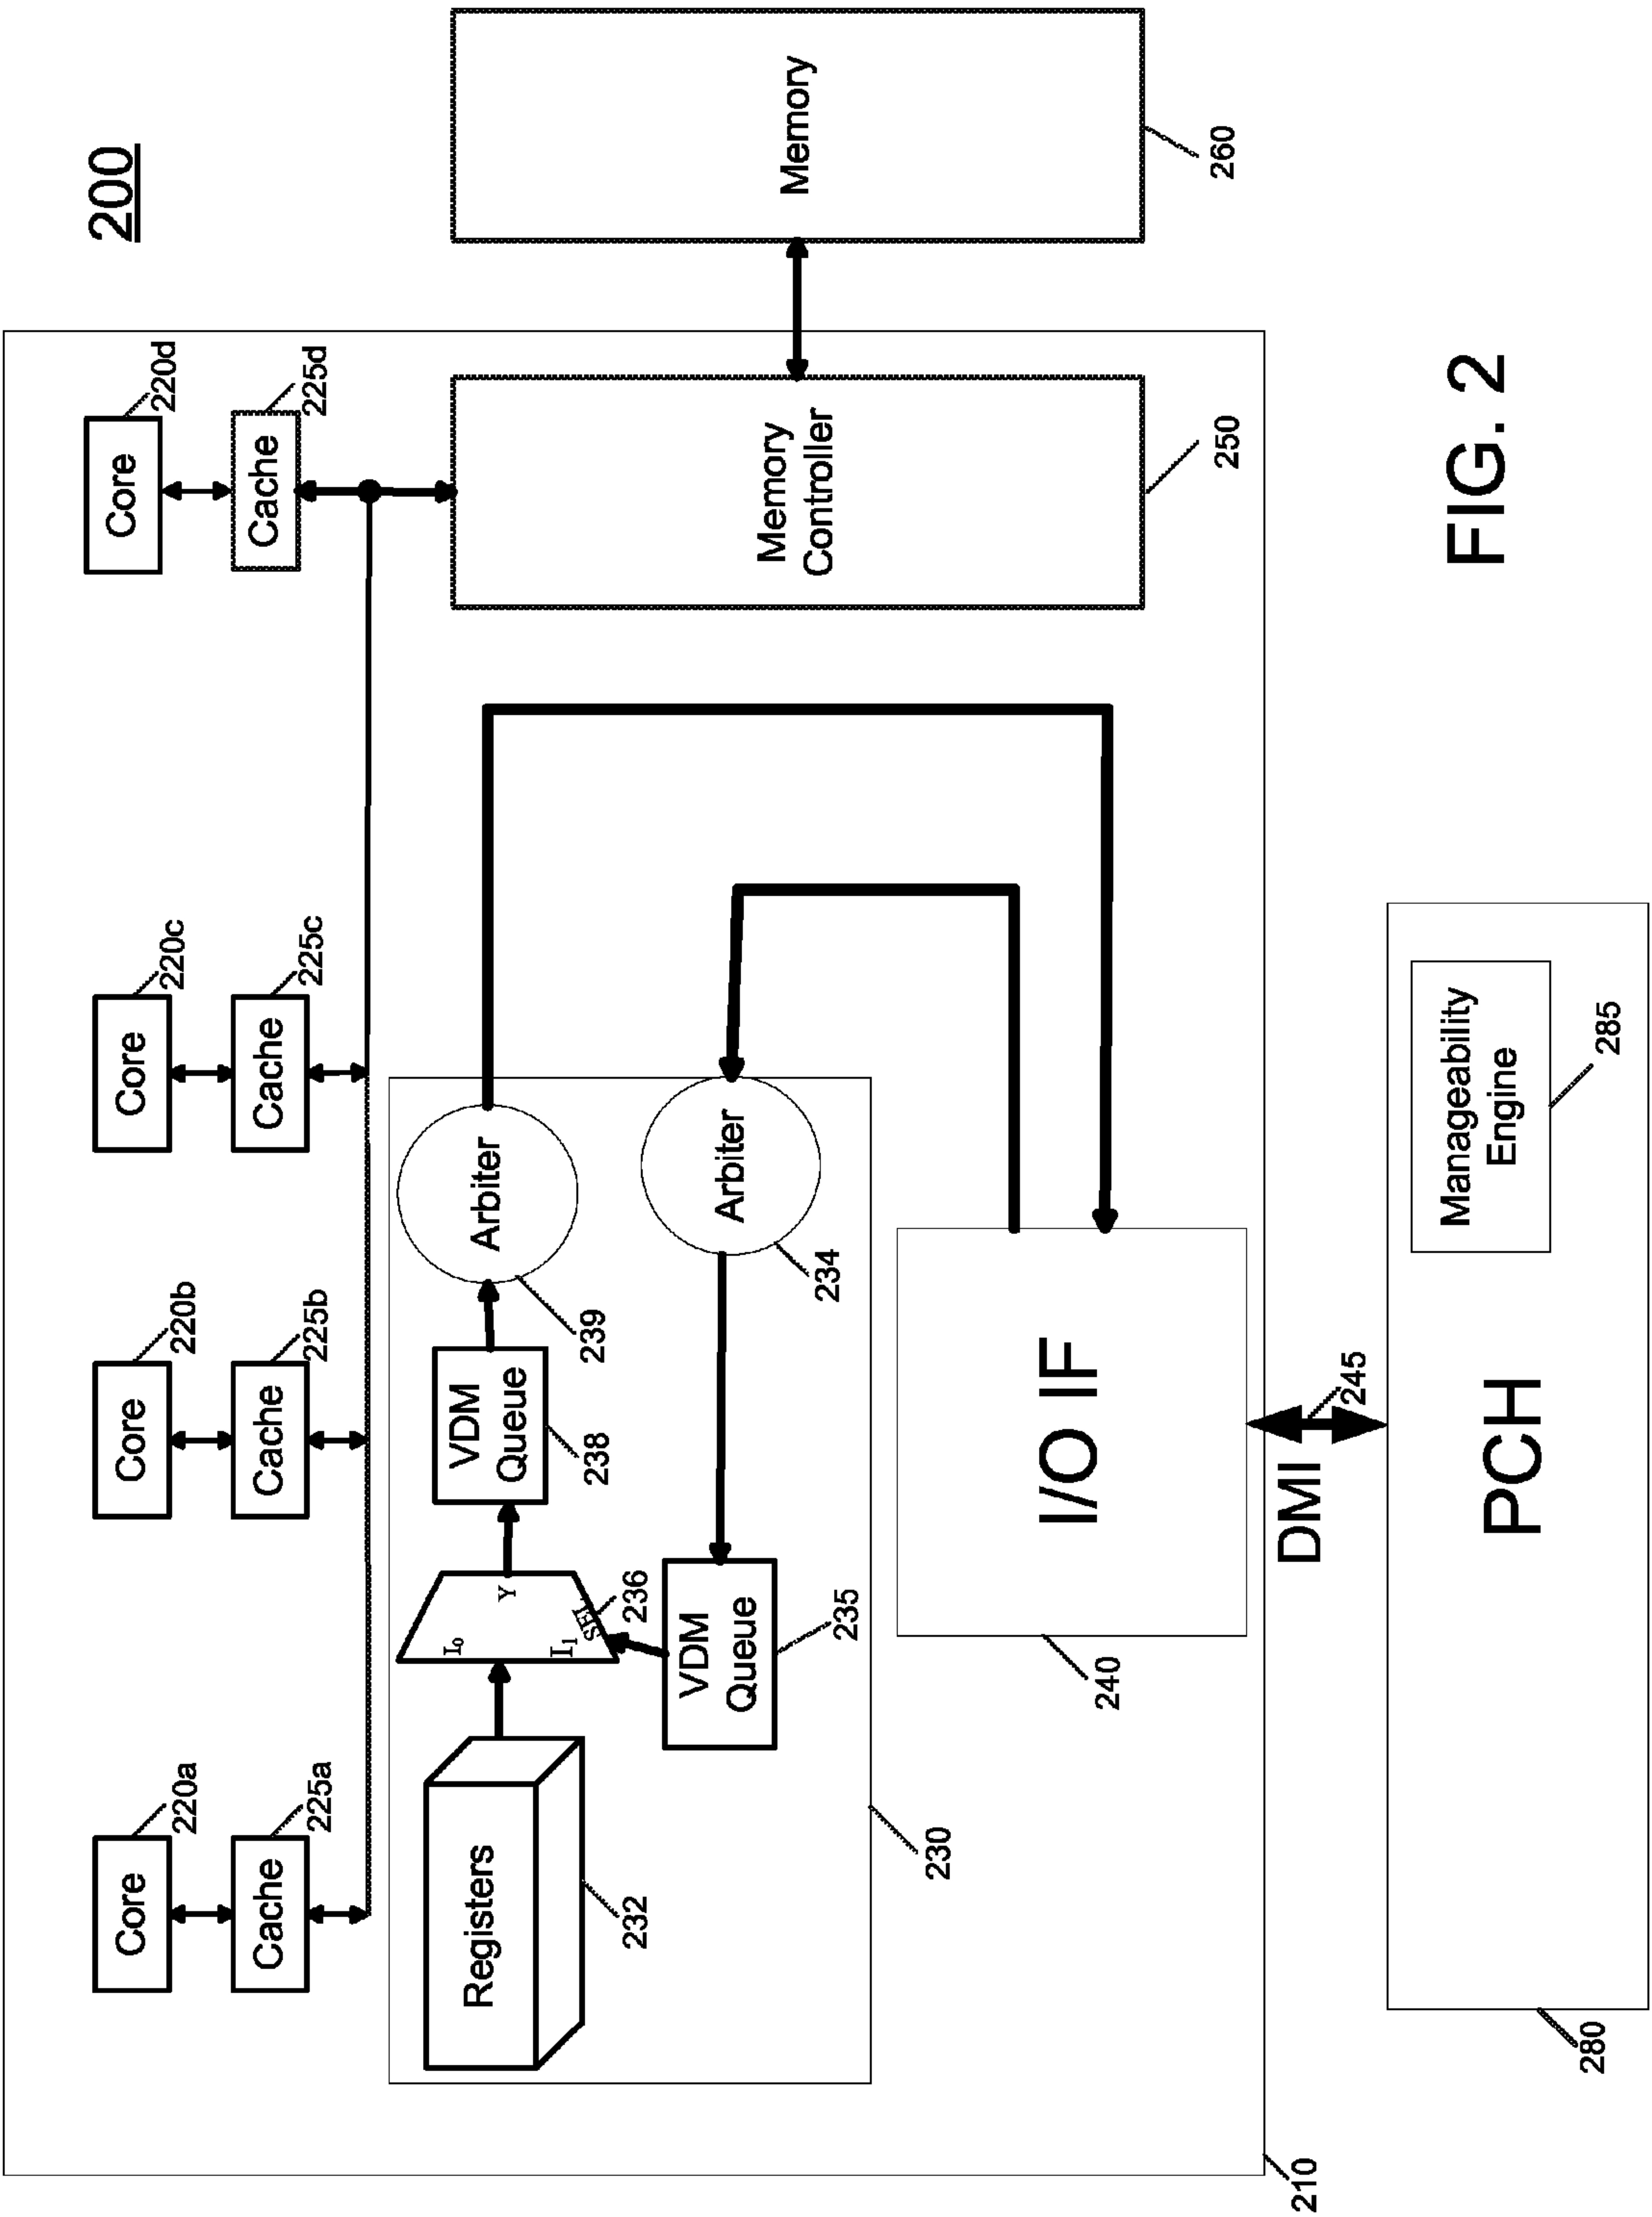 200
Core
220a
Core
220b
Core
220c
Core
220d
Cache
225a
Cache
225b
Cache
225c
Cache
225d
Registers
232
I0
I1
Y
SEL
236
VDM
Queue
238
Arbiter
239
VDM
Queue
235
Arbiter
234
230
Memory
Controller
250
Memory
260
I/O IF
240
210
DMI
245
PCH
Manageability
Engine
285
280
FIG. 2